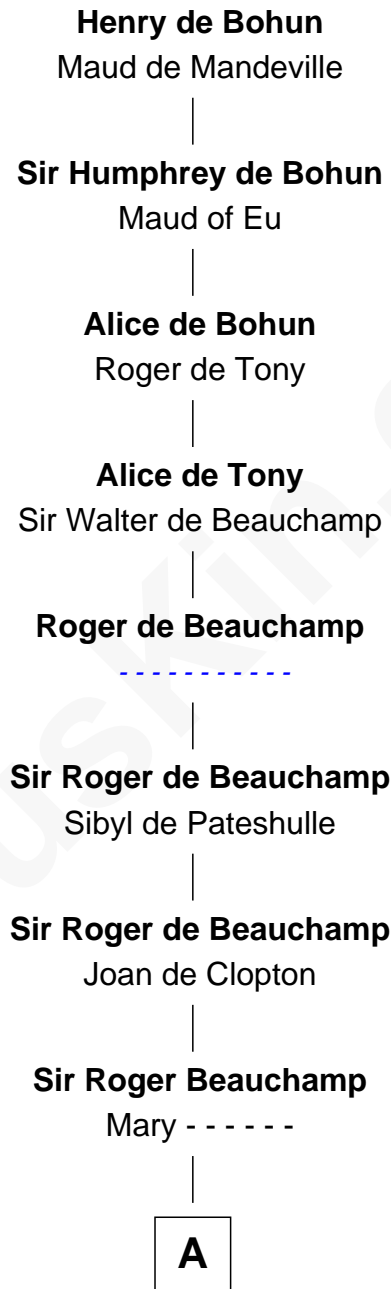 Henry de Bohun
Maud de Mandeville
Sir Humphrey de Bohun
Maud of Eu
Alice de Bohun
Roger de Tony
Alice de Tony
Sir Walter de Beauchamp
Roger de Beauchamp
- - - - - - - - - - -
Sir Roger de Beauchamp
Sibyl de Pateshulle
Sir Roger de Beauchamp
Joan de Clopton
Sir Roger Beauchamp
Mary - - - - - -
A